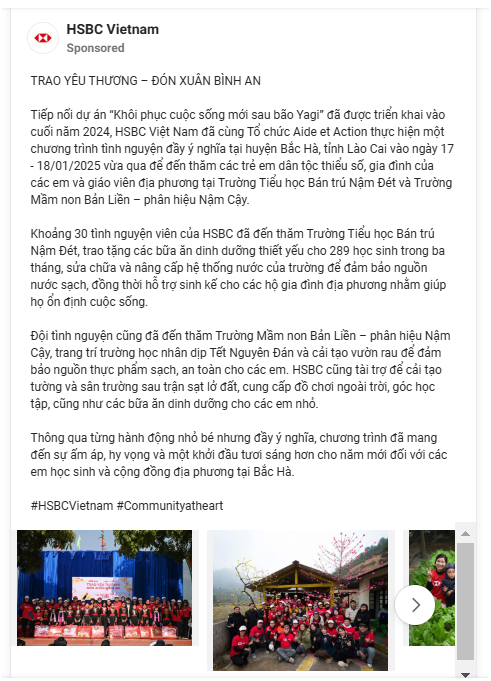 HSBC Vietnam
Sponsored
TRAO YÊU THƯƠNG – ĐÓN XUÂN BÌNH AN
Tiếp nối dự án “Khôi phục cuộc sống mới sau bão Yagi” đã được triển khai vào
cuối năm 2024, HSBC Việt Nam đã cùng Tổ chức Aide et Action thực hiện một
chương trình tình nguyện đầy ý nghĩa tại huyện Bắc Hà, tỉnh Lào Cai vào ngày 17
- 18/01/2025 vừa qua để đến thăm các trẻ em dân tộc thiểu số, gia đình của
các em và giáo viên địa phương tại Trường Tiểu học Bán trú Nậm Đét và Trường
Mầm non Bản Liền – phân hiệu Nậm Cậy.
Khoảng 30 tình nguyện viên của HSBC đã đến thăm Trường Tiểu học Bán trú
Nậm Đét, trao tặng các bữa ăn dinh dưỡng thiết yếu cho 289 học sinh trong ba
tháng, sửa chữa và nâng cấp hệ thống nước của trường để đảm bảo nguồn
nước sạch, đồng thời hỗ trợ sinh kế cho các hộ gia đình địa phương nhằm giúp
họ ổn định cuộc sống.
Đội tình nguyện cũng đã đến thăm Trường Mầm non Bản Liền – phân hiệu Nậm
Cậy, trang trí trường học nhân dịp Tết Nguyên Đán và cải tạo vườn rau để đảm
bảo nguồn thực phẩm sạch, an toàn cho các em. HSBC cũng tài trợ để cải tạo
tường và sân trường sau trận sạt lở đất, cung cấp đồ chơi ngoài trời, góc học
tập, cũng như các bữa ăn dinh dưỡng cho các em nhỏ.
Thông qua từng hành động nhỏ bé nhưng đầy ý nghĩa, chương trình đã mang
đến sự ấm áp, hy vọng và một khởi đầu tươi sáng hơn cho năm mới đối với các
em học sinh và cộng đồng địa phương tại Bắc Hà.
#HSBCVietnam #Communityatheart
TRAO YÊU THƯƠNG